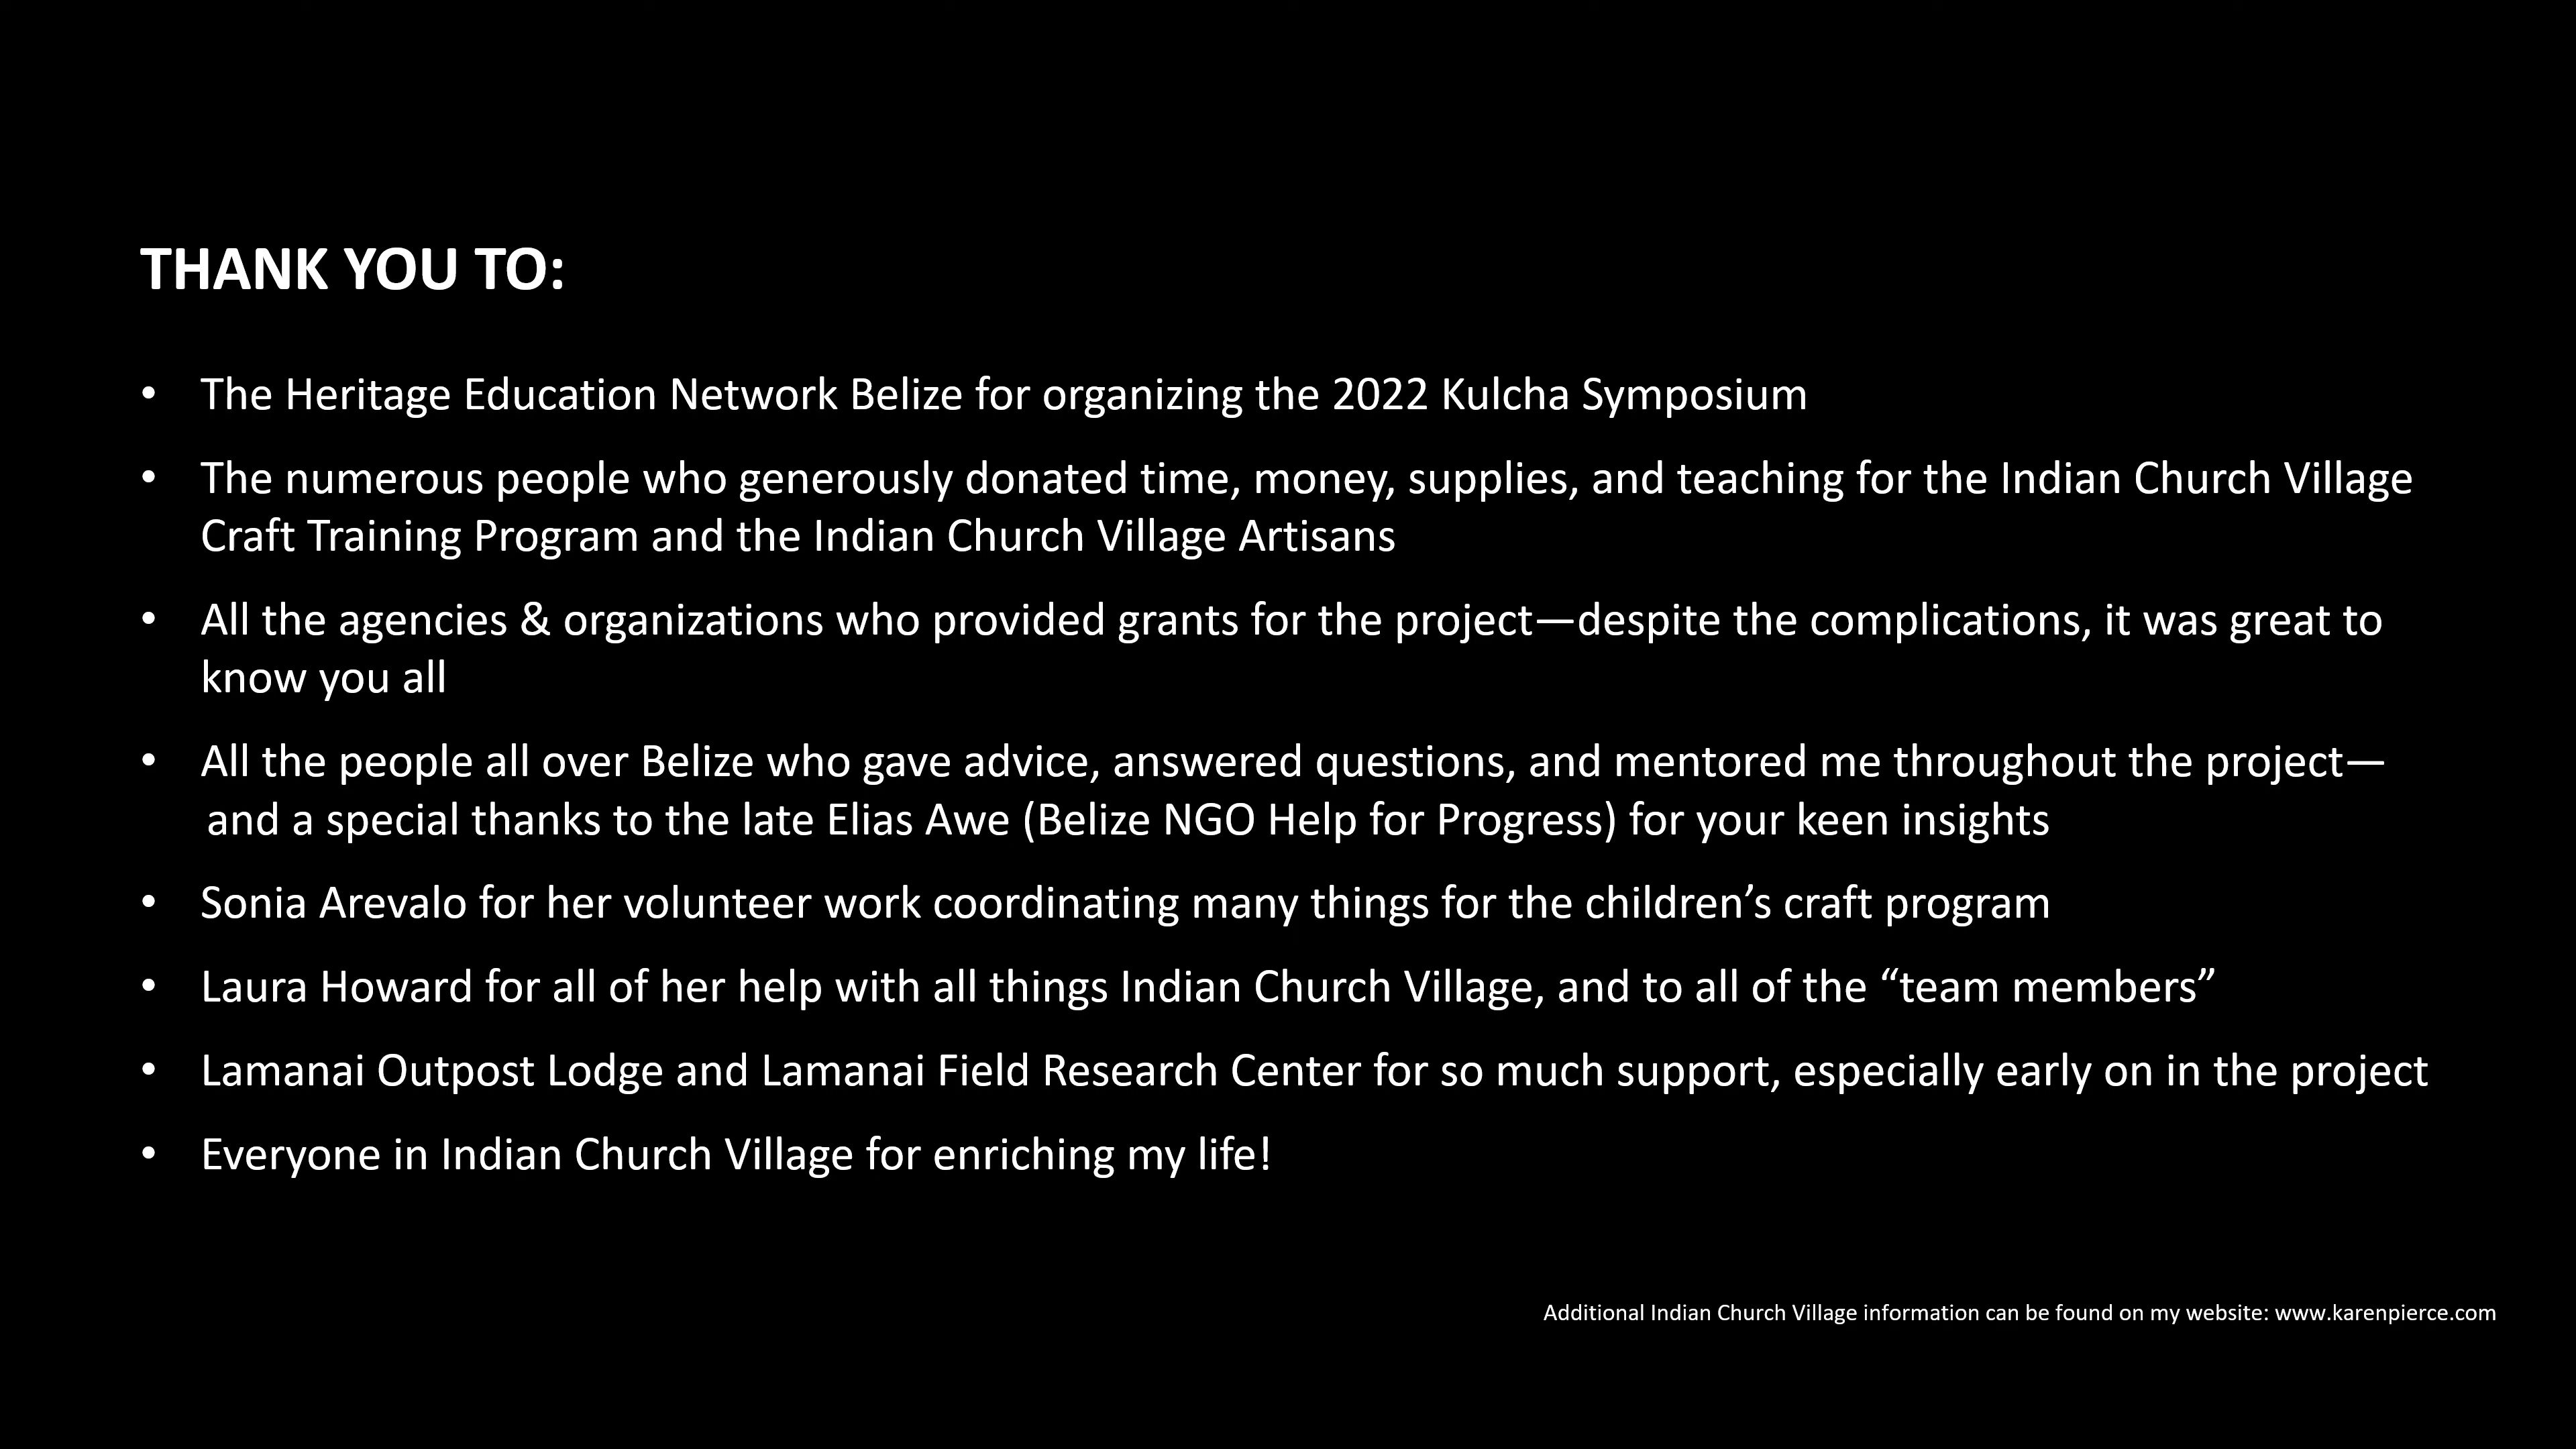 THANK YOU TO:
• The Heritage Education Network Belize for organizing the 2022 Kulcha Symposium
• The numerous people who generously donated time, money, supplies, and teaching for the Indian Church Village
Craft Training Program and the Indian Church Village Artisans
• All the agencies & organizations who provided grants for the project—despite the complications, it was great to
know you all
• All the people all over Belize who gave advice, answered questions, and mentored me throughout the project—
and a special thanks to the late Elias Awe (Belize NGO Help for Progress) for your keen insights
• Sonia Arevalo for her volunteer work coordinating many things for the children’s craft program
• Laura Howard for all of her help with all things Indian Church Village, and to all of the “team members”
• Lamanai Outpost Lodge and Lamanai Field Research Center for so much support, especially early on in the project
• Everyone in Indian Church Village for enriching my life!
Additional Indian Church Village information can be found on my website: www.karenpierce.com